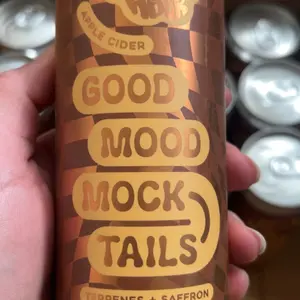 APPLE CIDER
GOOD
MOOD
MOCK
TAILS
TERPENES + SAFFRON